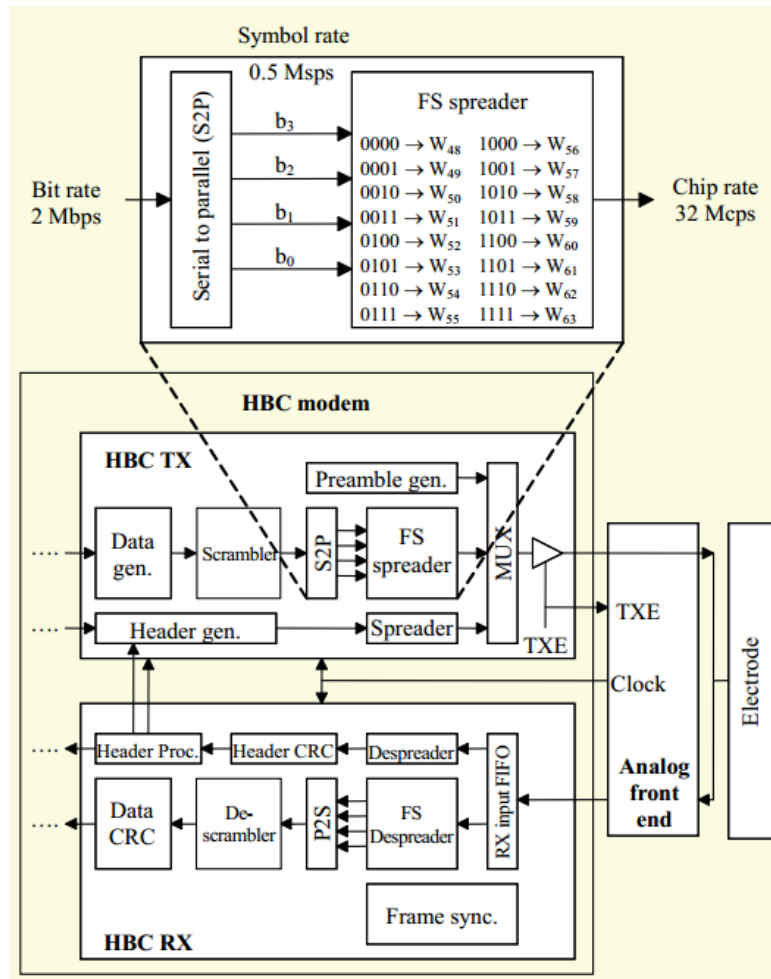 Symbol rate
0.5 Msps
Serial to parallel (S2P)
b3
b2
b1
b0
Bit rate
2 Mbps
FS spreader
0000 → W48 1000 → W56
0001 → W49 1001 → W57
0010 → W50 1010 → W58
0011 → W51 1011 → W59
0100 → W52 1100 → W60
0101 → W53 1101 → W61
0110 → W54 1110 → W62
0111 → W55 1111 → W63
Chip rate
32 Mcps
HBC modem
HBC TX
Preamble gen.
....
Data
gen.
Scrambler
S2P
FS
spreader
MUX
....
Header gen.
Spreader
TXE
TXE
Clock
Analog
front
end
Electrode
....
Header Proc.
Header CRC
Despreader
RX input FIFO
....
Data
CRC
De-
scrambler
P2S
FS
Despreader
Frame sync.
HBC RX